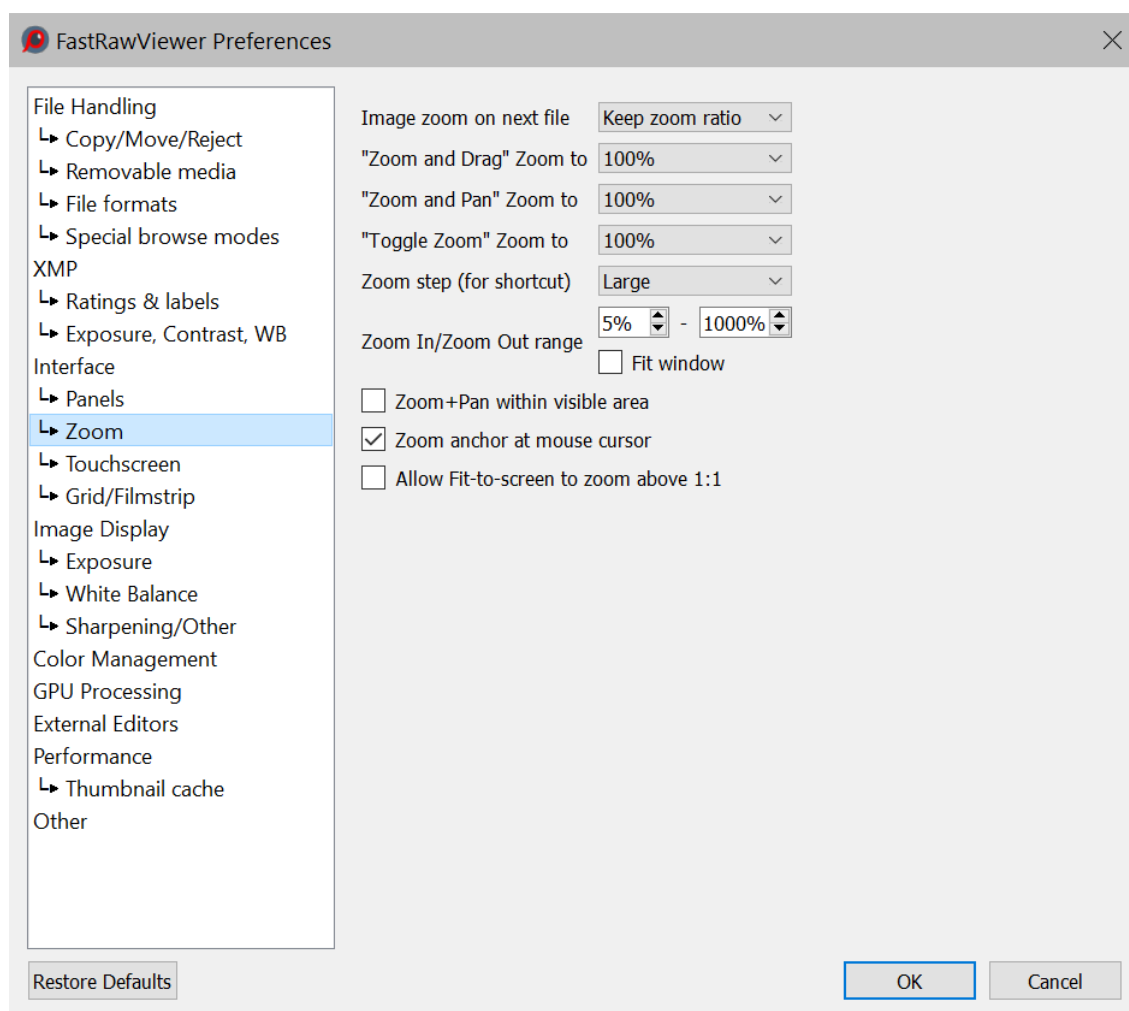 FastRawViewer Preferences
File Handling
Copy/Move/Reject
Removable media
File formats
Special browse modes
XMP
Ratings & labels
Exposure, Contrast, WB
Interface
Panels
Zoom
Touchscreen
Grid/Filmstrip
Image Display
Exposure
White Balance
Sharpening/Other
Color Management
GPU Processing
External Editors
Performance
Thumbnail cache
Other
Image zoom on next file Keep zoom ratio
"Zoom and Drag" Zoom to 100%
"Zoom and Pan" Zoom to 100%
"Toggle Zoom" Zoom to 100%
Zoom step (for shortcut) Large
Zoom In/Zoom Out range 5% - 1000%
Fit window
Zoom+Pan within visible area
Zoom anchor at mouse cursor
Allow Fit-to-screen to zoom above 1:1
Restore Defaults OK Cancel